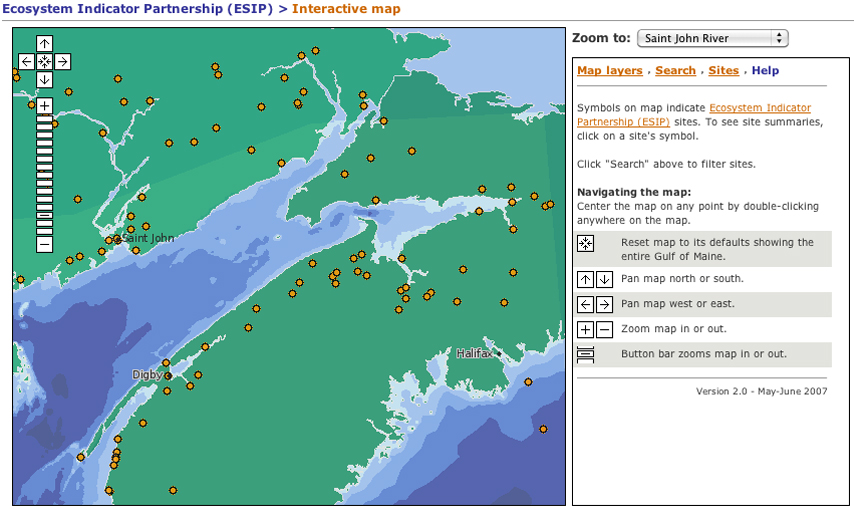 Ecosystem Indicator Partnership (ESIP) > Interactive map
Zoom to: Saint John River
Map layers , Search , Sites , Help
Symbols on map indicate Ecosystem Indicator
Partnership (ESIP) sites. To see site summaries,
click on a site's symbol.
Click "Search" above to filter sites.
Navigating the map:
Center the map on any point by double-clicking
anywhere on the map.
Reset map to its defaults showing the
entire Gulf of Maine.
Pan map north or south.
Pan map west or east.
Zoom map in or out.
Button bar zooms map in or out.
Version 2.0 - May-June 2007
Saint John
Halifax
Digby